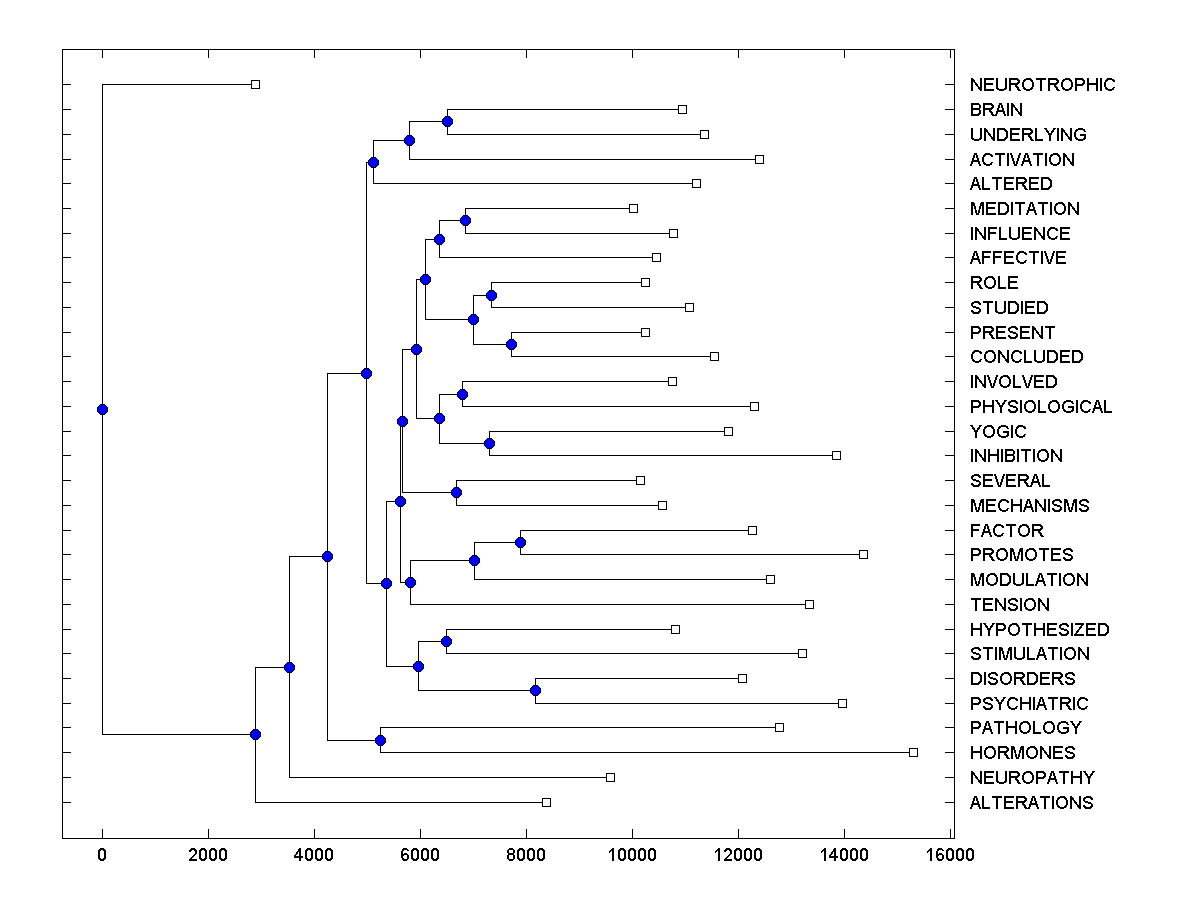 NEUROTROPHIC
BRAIN
UNDERLYING
ACTIVATION
ALTERED
MEDITATION
INFLUENCE
AFFECTIVE
ROLE
STUDIED
PRESENT
CONCLUDED
INVOLVED
PHYSIOLOGICAL
YOGIC
INHIBITION
SEVERAL
MECHANISMS
FACTOR
PROMOTES
MODULATION
TENSION
HYPOTHESIZED
STIMULATION
DISORDERS
PSYCHIATRIC
PATHOLOGY
HORMONES
NEUROPATHY
ALTERATIONS
0 2000 4000 6000 8000 10000 12000 14000 16000